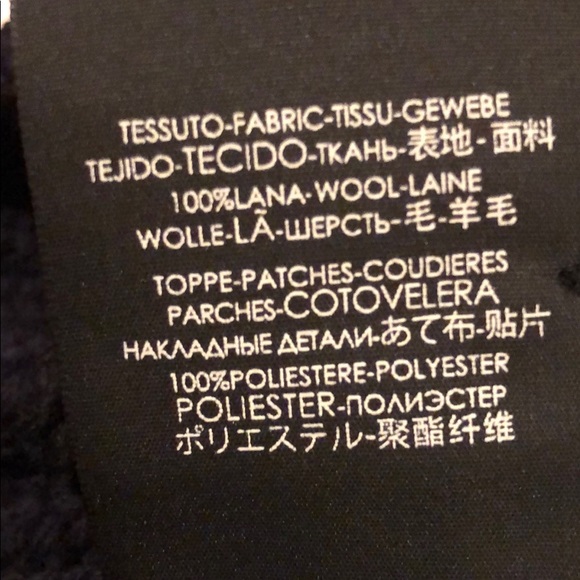 TESSUTO-FABRIC-TISSU-GEWEBE
TEJIDO-TECIDO-ТКАНЬ-表地-面料
100%LANA-WOOL-LAINE
WOLLE-LÃ-ШЕРСТЬ-毛-羊毛
TOPPE-PATCHES-COUDIERES
PARCHES-COTOVELERA
НАКЛАДНЫЕ ДЕТАЛИ-あて布-贴片
100%POLIESTERE-POLYESTER
POLIESTER-ПОЛИЭСТЕР
ポリエステル-聚酯纤维